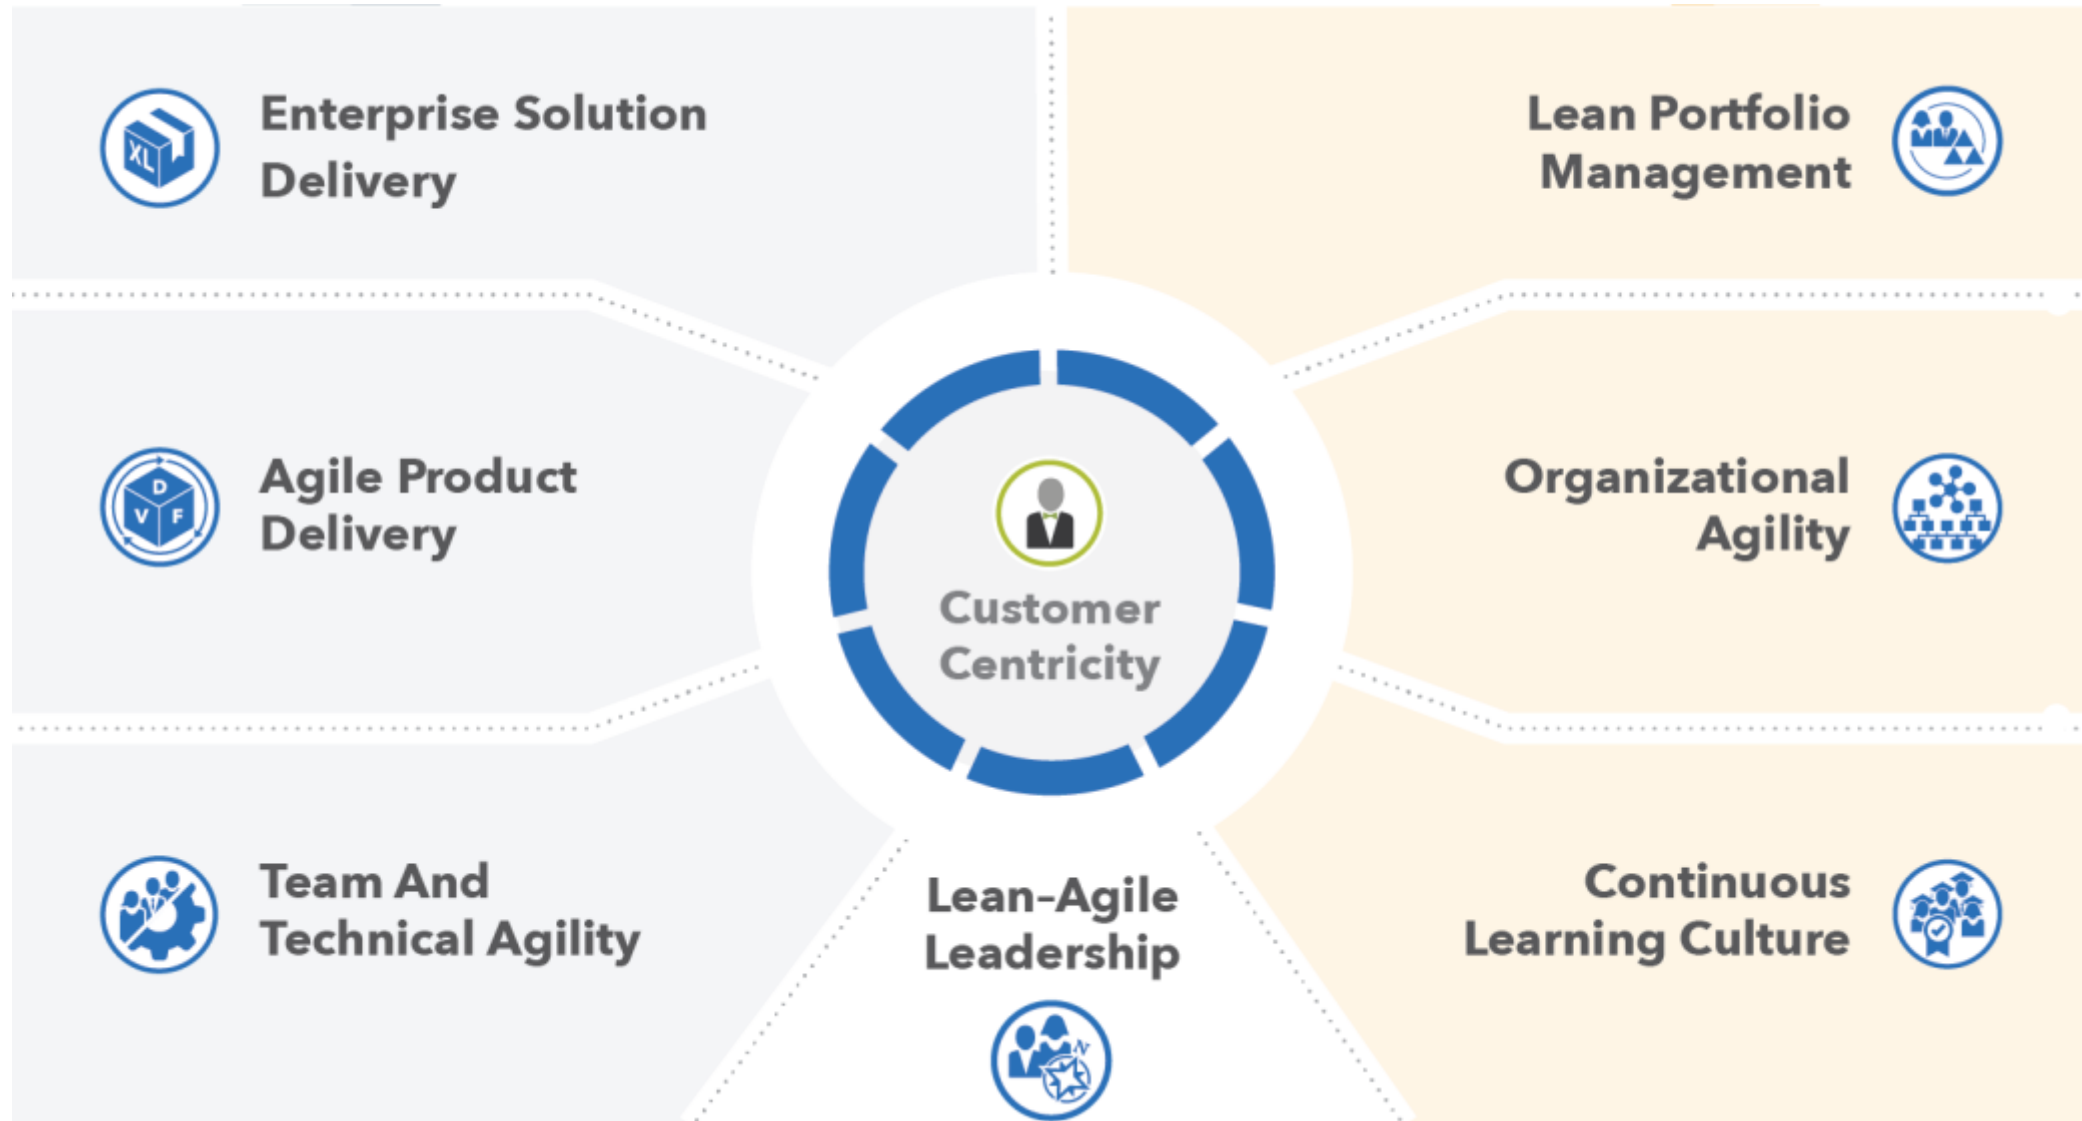 Enterprise Solution
Delivery
Lean Portfolio
Management
XL
Agile Product
Delivery
D
V F
Organizational
Agility
Customer
Centricity
Team And
Technical Agility
Lean–Agile
Leadership
N
Continuous
Learning Culture